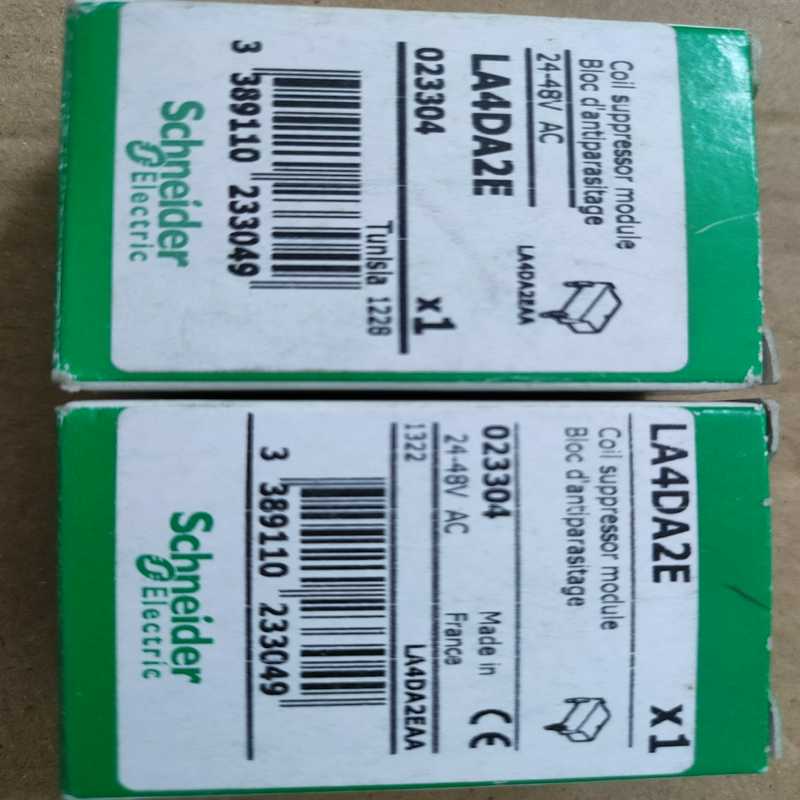 Coil suppressor module
Bloc d'antiparasitage
24-48V AC
LA4DA2EAA
LA4DA2E
023304
x1
Tunisia 1228
3 389110 233049
Schneider
Electric
LA4DA2E
x1
Coil suppressor module
Bloc d'antiparasitage
023304
24-48V AC
Made in
France
CE
1322
LA4DA2EAA
3 389110 233049
Schneider
Electric